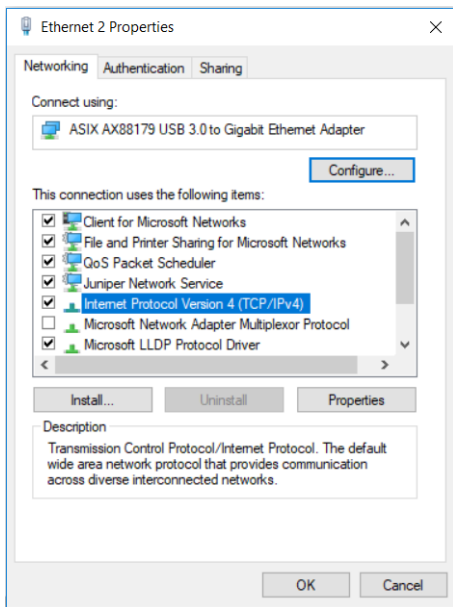 Ethernet 2 Properties
Networking Authentication Sharing
Connect using:
ASIX AX88179 USB 3.0 to Gigabit Ethernet Adapter
Configure...
This connection uses the following items:
Client for Microsoft Networks
File and Printer Sharing for Microsoft Networks
QoS Packet Scheduler
Juniper Network Service
Internet Protocol Version 4 (TCP/IPv4)
Microsoft Network Adapter Multiplexor Protocol
Microsoft LLDP Protocol Driver
Install... Uninstall Properties
Description
Transmission Control Protocol/Internet Protocol. The default
wide area network protocol that provides communication
across diverse interconnected networks.
OK Cancel